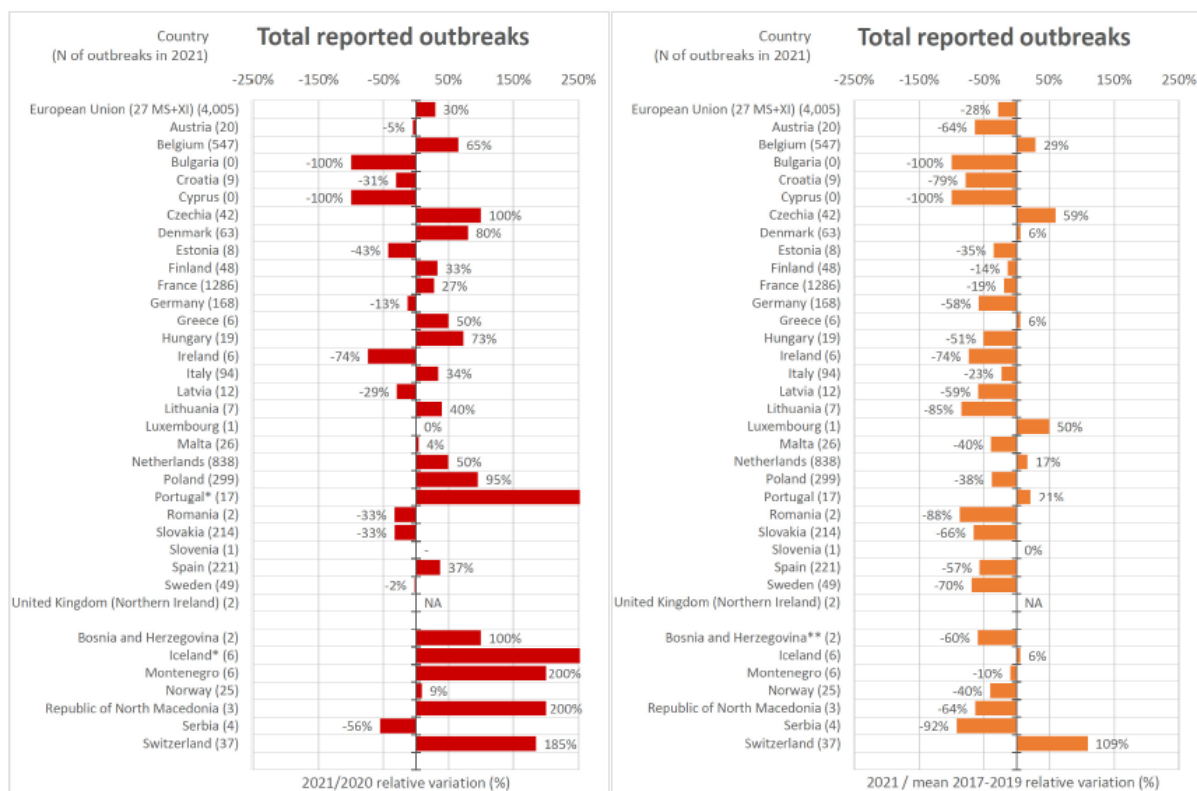 Country
(N of outbreaks in 2021)
Total reported outbreaks
-250% -150% -50% 50% 150% 250%
European Union (27 MS+XI) (4,005) 30%
Austria (20) -5%
Belgium (547) 65%
Bulgaria (0) -100%
Croatia (9) -31%
Cyprus (0) -100%
Czechia (42) 100%
Denmark (63) 80%
Estonia (8) -43%
Finland (48) 33%
France (1286) 27%
Germany (168) -13%
Greece (6) 50%
Hungary (19) 73%
Ireland (6) -74%
Italy (94) 34%
Latvia (12) -29%
Lithuania (7) 40%
Luxembourg (1) 0%
Malta (26) 4%
Netherlands (838) 50%
Poland (299) 95%
Portugal* (17)
Romania (2) -33%
Slovakia (214) -33%
Slovenia (1) -
Spain (221) 37%
Sweden (49) -2%
United Kingdom (Northern Ireland) (2) NA
Bosnia and Herzegovina (2) 100%
Iceland* (6)
Montenegro (6) 200%
Norway (25) 9%
Republic of North Macedonia (3) 200%
Serbia (4) -56%
Switzerland (37) 185%
2021/2020 relative variation (%)
Country
(N of outbreaks in 2021)
Total reported outbreaks
-250% -150% -50% 50% 150% 250%
European Union (27 MS+XI) (4,005) -28%
Austria (20) -64%
Belgium (547) 29%
Bulgaria (0) -100%
Croatia (9) -79%
Cyprus (0) -100%
Czechia (42) 59%
Denmark (63) 6%
Estonia (8) -35%
Finland (48) -14%
France (1286) -19%
Germany (168) -58%
Greece (6) 6%
Hungary (19) -51%
Ireland (6) -74%
Italy (94) -23%
Latvia (12) -59%
Lithuania (7) -85%
Luxembourg (1) 50%
Malta (26) -40%
Netherlands (838) 17%
Poland (299) -38%
Portugal (17) 21%
Romania (2) -88%
Slovakia (214) -66%
Slovenia (1) 0%
Spain (221) -57%
Sweden (49) -70%
United Kingdom (Northern Ireland) (2) NA
Bosnia and Herzegovina** (2) -60%
Iceland (6) 6%
Montenegro (6) -10%
Norway (25) -40%
Republic of North Macedonia (3) -64%
Serbia (4) -92%
Switzerland (37) 109%
2021 / mean 2017-2019 relative variation (%)